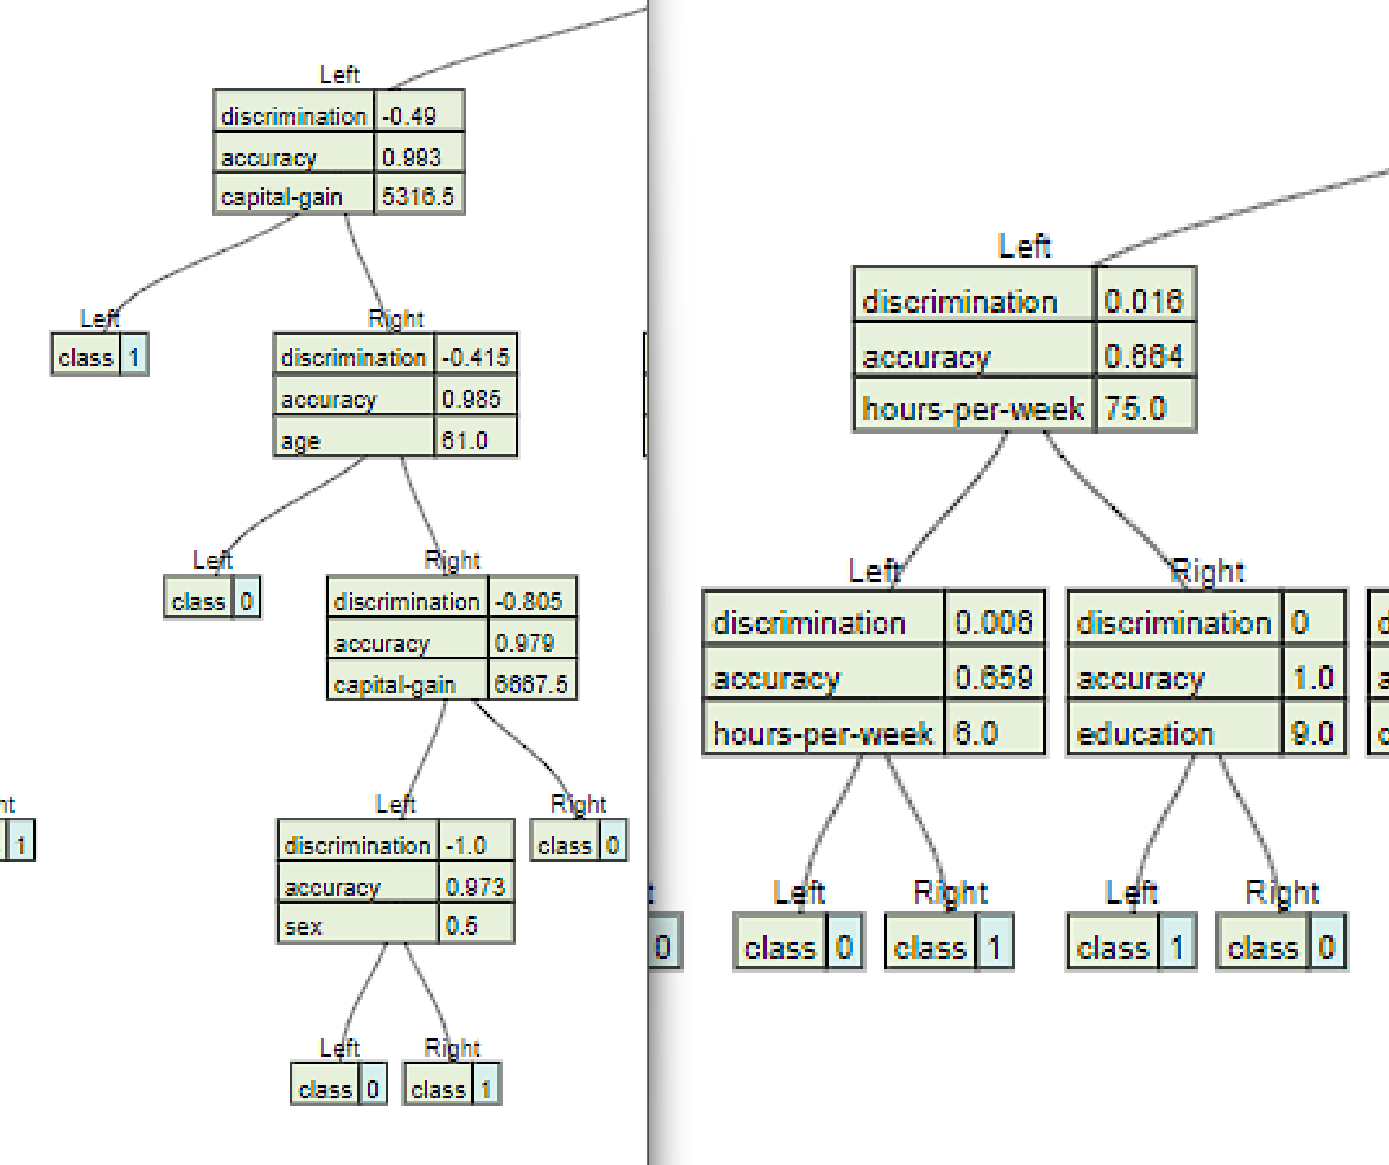 Left
discrimination -0.49
accuracy 0.993
capital-gain 5316.5
Left
class 1
Right
discrimination -0.415
accuracy 0.985
age 61.0
Left
class 0
Right
discrimination -0.805
accuracy 0.979
capital-gain 6667.5
Left
discrimination -1.0
accuracy 0.973
sex 0.5
Right
class 0
Left
class 0
Right
class 1
1
Left
discrimination 0.016
accuracy 0.664
hours-per-week 75.0
Left
discrimination 0.006
accuracy 0.659
hours-per-week 6.0
Right
discrimination 0
accuracy 1.0
education 9.0
0
Left
class 0
Right
class 1
Left
class 1
Right
class 0